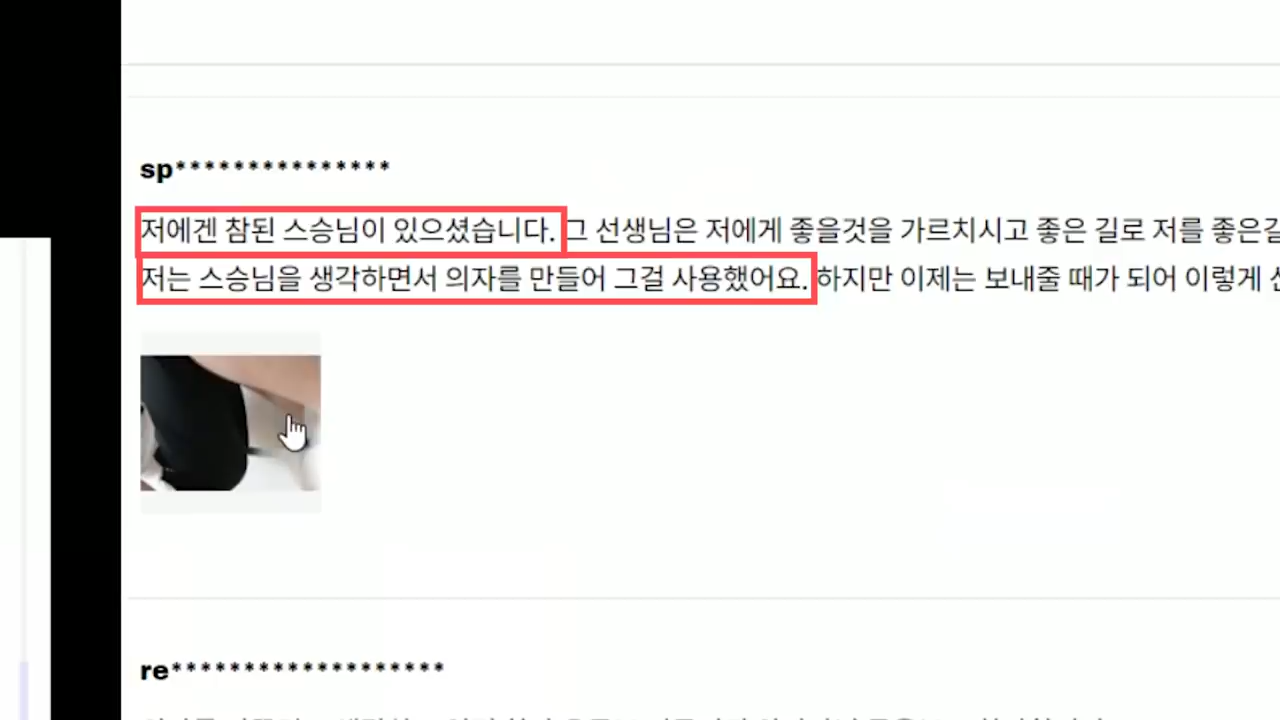 sp***************
저에겐 참된 스승님이 있으셨습니다. 그 선생님은 저에게 좋을것을 가르치시고 좋은 길로 저를 좋은길
저는 스승님을 생각하면서 의자를 만들어 그걸 사용했어요. 하지만 이제는 보내줄 때가 되어 이렇게
re*******************